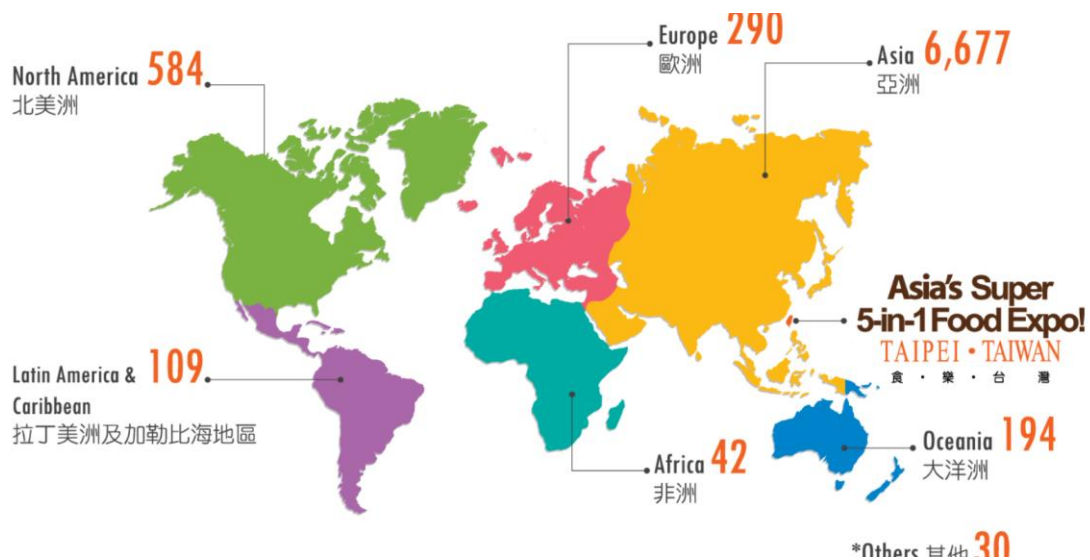 North America 584
北美洲
Europe 290
歐洲
Asia 6,677
亞洲
Asia's Super
5-in-1 Food Expo!
TAIPEI • TAIWAN
食 • 樂 • 台 灣
Latin America & 109
Caribbean
拉丁美洲及加勒比海地區
Africa 42
非洲
Oceania 194
大洋洲
*Others 其他 30